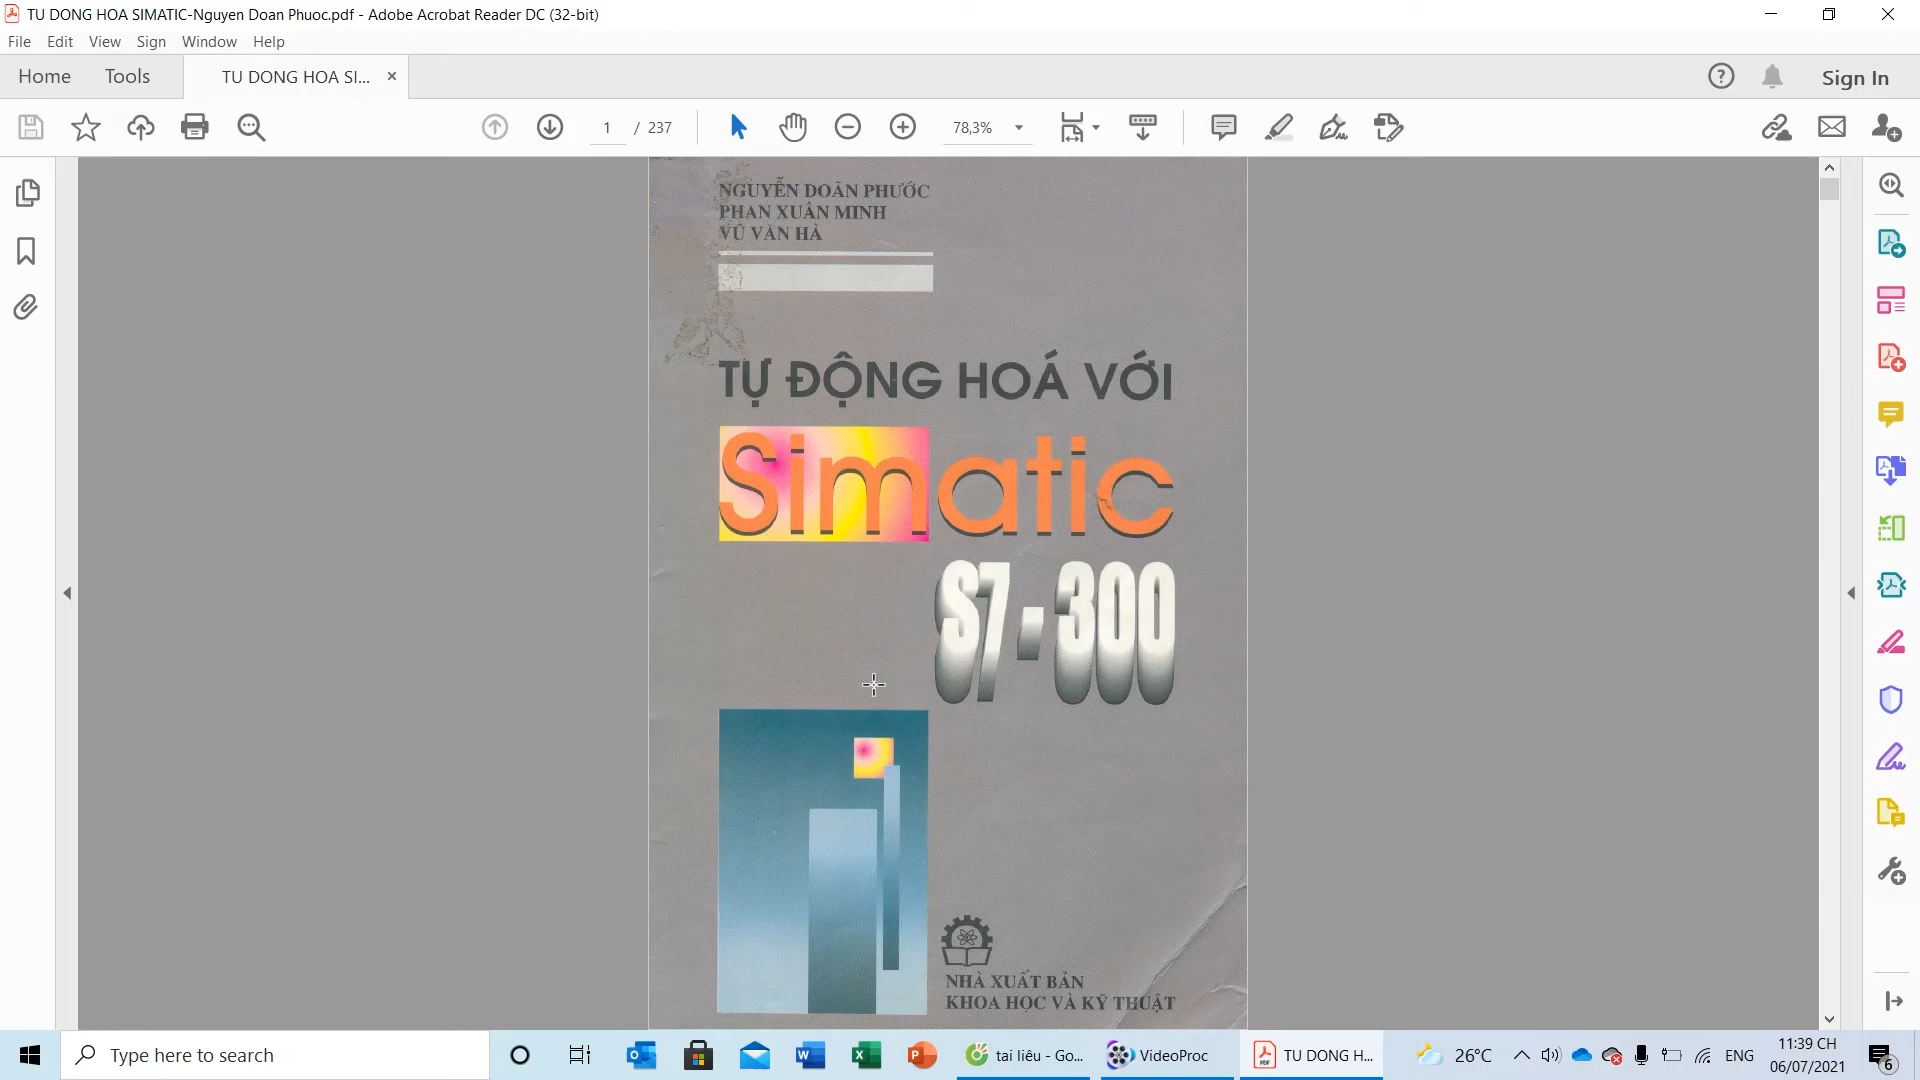 TU DONG HOA SIMATIC-Nguyen Doan Phuoc.pdf - Adobe Acrobat Reader DC (32-bit)
File Edit View Sign Window Help
Home Tools TU DONG HOA SI... × Sign In
1 / 237 78,3%
NGUYỄN DOÃN PHƯỚC
PHAN XUÂN MINH
VŨ VĂN HÀ
TỰ ĐỘNG HOÁ VỚI
Simatic
S7-300
NHÀ XUẤT BẢN
KHOA HỌC VÀ KỸ THUẬT
Type here to search
tai liêu - Go...
VideoProc
TU DONG H...
26°C
ENG
11:39 CH
06/07/2021
6